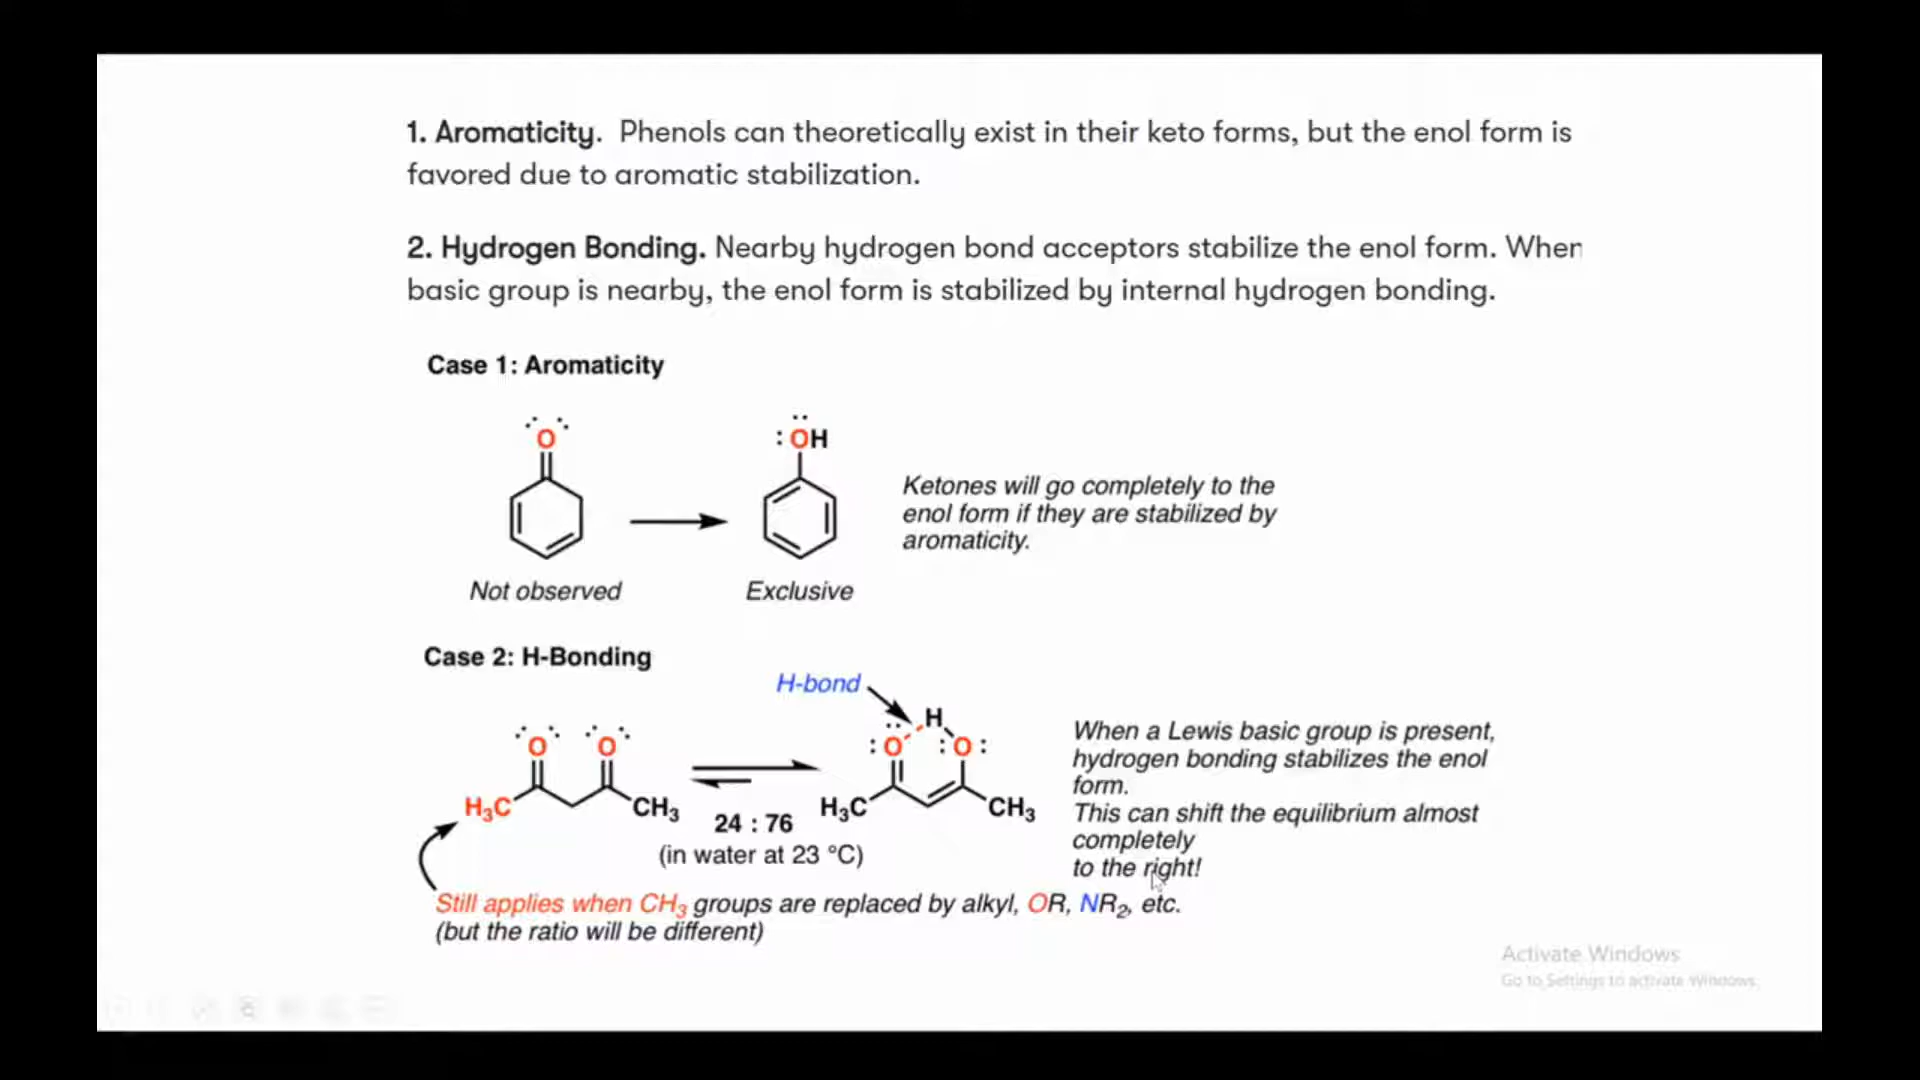 1. Aromaticity. Phenols can theoretically exist in their keto forms, but the enol form is
favored due to aromatic stabilization.
2. Hydrogen Bonding. Nearby hydrogen bond acceptors stabilize the enol form. When
basic group is nearby, the enol form is stabilized by internal hydrogen bonding.
Case 1: Aromaticity
O
:OH
Ketones will go completely to the
enol form if they are stabilized by
aromaticity.
Not observed
Exclusive
Case 2: H-Bonding
H-bond
H
O O
:O :O:
H₃C CH₃
24 : 76
(in water at 23 °C)
H₃C CH₃
When a Lewis basic group is present,
hydrogen bonding stabilizes the enol
form.
This can shift the equilibrium almost
completely
to the right!
Still applies when CH₃ groups are replaced by alkyl, OR, NR₂, etc.
(but the ratio will be different)
Activate Windows
Go to Settings to activate Windows.